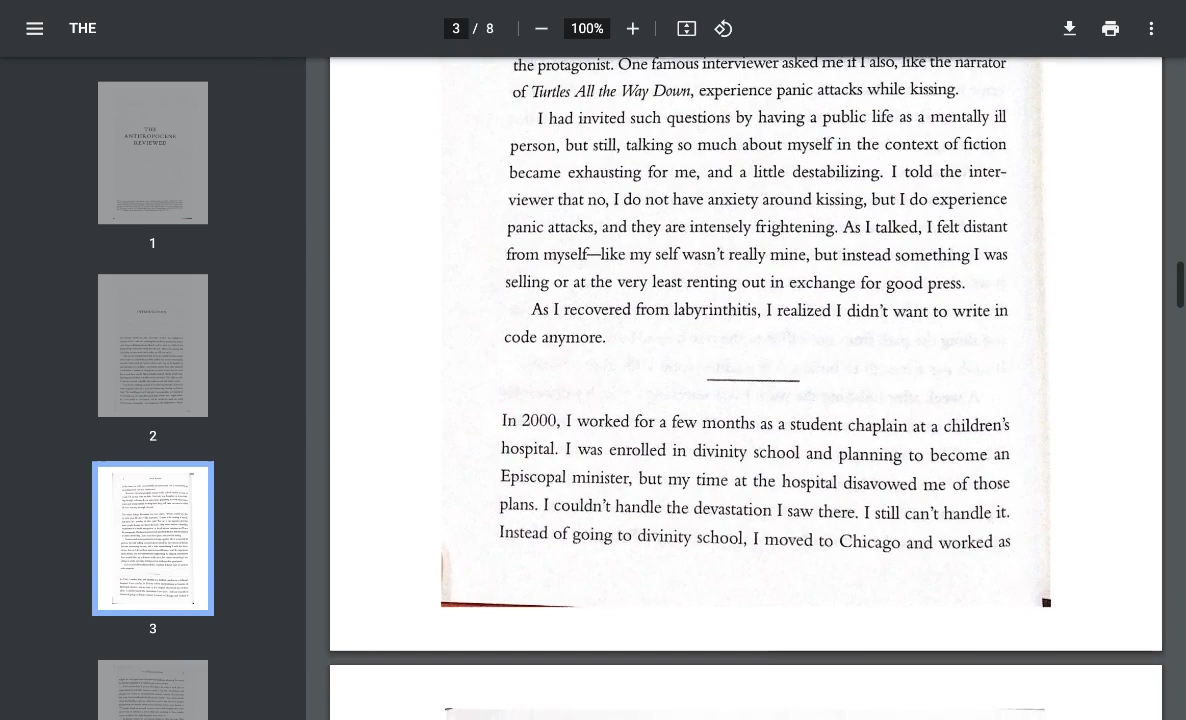 THE
3 / 8
100%
THE
ANTHROPOCENE
REVIEWED
1
INTRODUCTION
2
3
the protagonist. One famous interviewer asked me if I also, like the narrator
of Turtles All the Way Down, experience panic attacks while kissing.
I had invited such questions by having a public life as a mentally ill
person, but still, talking so much about myself in the context of fiction
became exhausting for me, and a little destabilizing. I told the inter-
viewer that no, I do not have anxiety around kissing, but I do experience
panic attacks, and they are intensely frightening. As I talked, I felt distant
from myself—like my self wasn't really mine, but instead something I was
selling or at the very least renting out in exchange for good press.
As I recovered from labyrinthitis, I realized I didn't want to write in
code anymore.
In 2000, I worked for a few months as a student chaplain at a children's
hospital. I was enrolled in divinity school and planning to become an
Episcopal minister, but my time at the hospital disavowed me of those
plans. I couldn't handle the devastation I saw there. I still can't handle it.
Instead of going to divinity school, I moved to Chicago and worked as